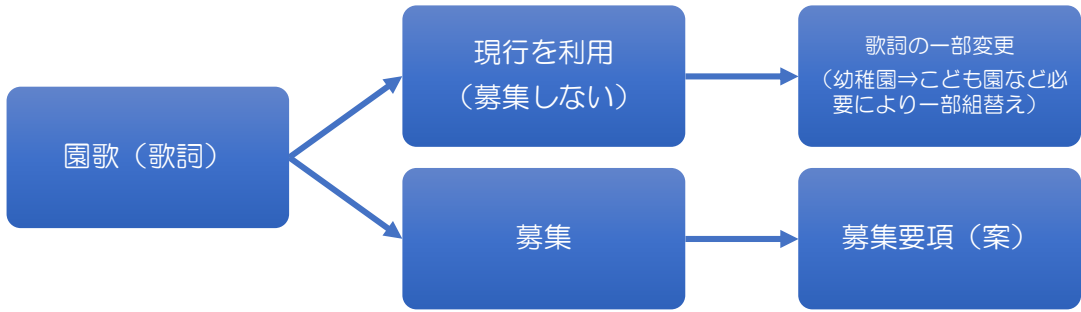 園歌（歌詞）
現行を利用
（募集しない）
歌詞の一部変更
（幼稚園⇒こども園など必
要により一部組替え）
募集
募集要項（案）